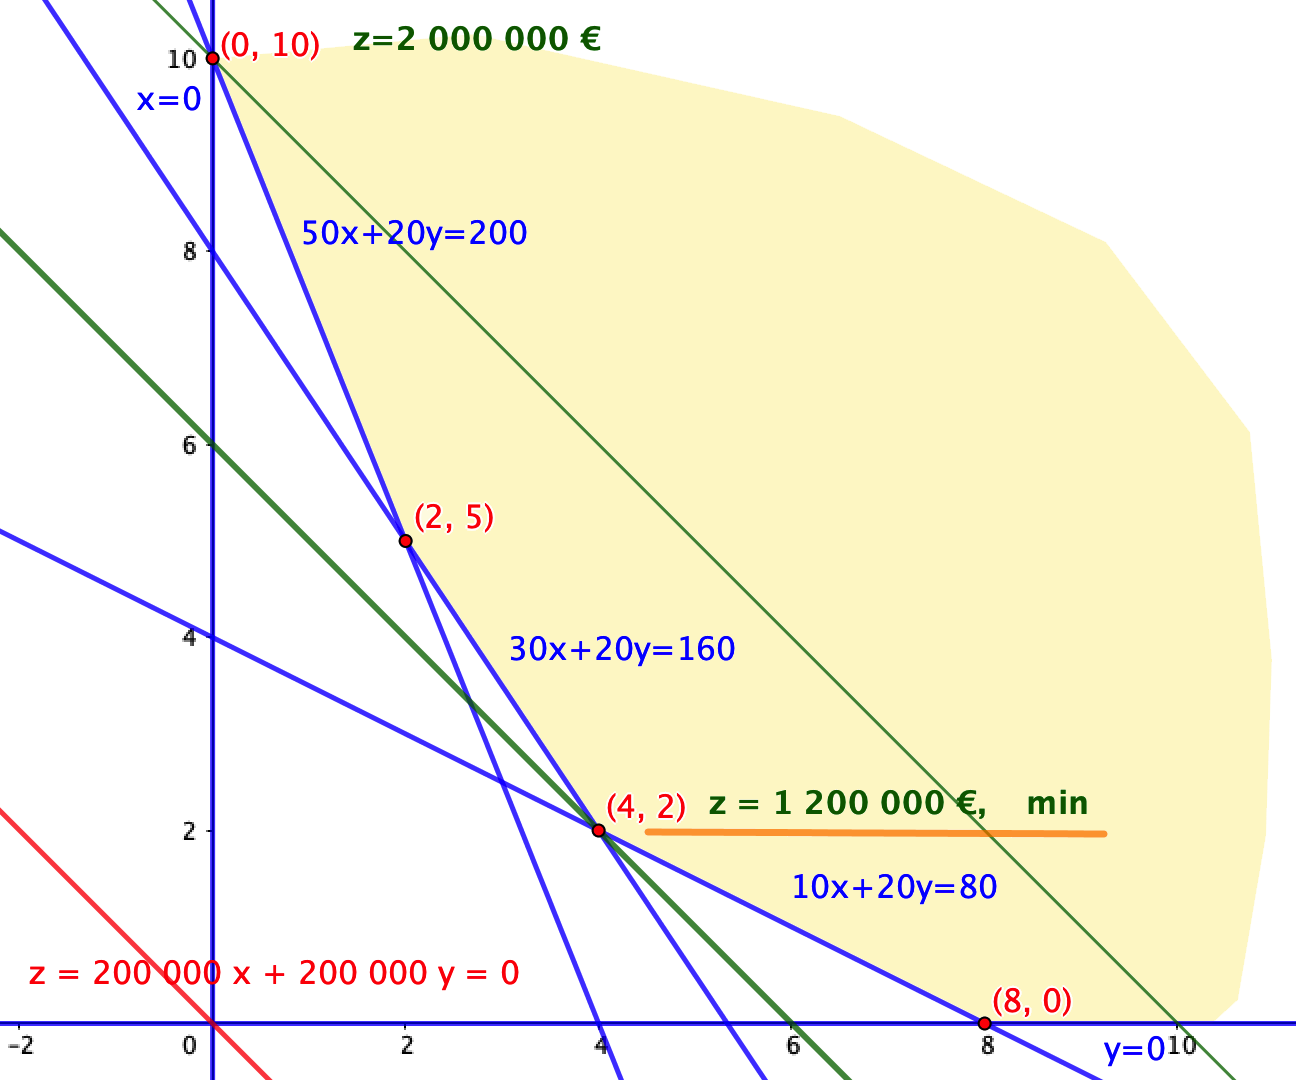 (0, 10) z=2 000 000 €
10
x=0
50x+20y=200
8
6
(2, 5)
4
30x+20y=160
(4, 2) z = 1 200 000 €, min
2
10x+20y=80
z = 200 000 x + 200 000 y = 0
(8, 0)
-2 0 2 4 6 8 y=0 10